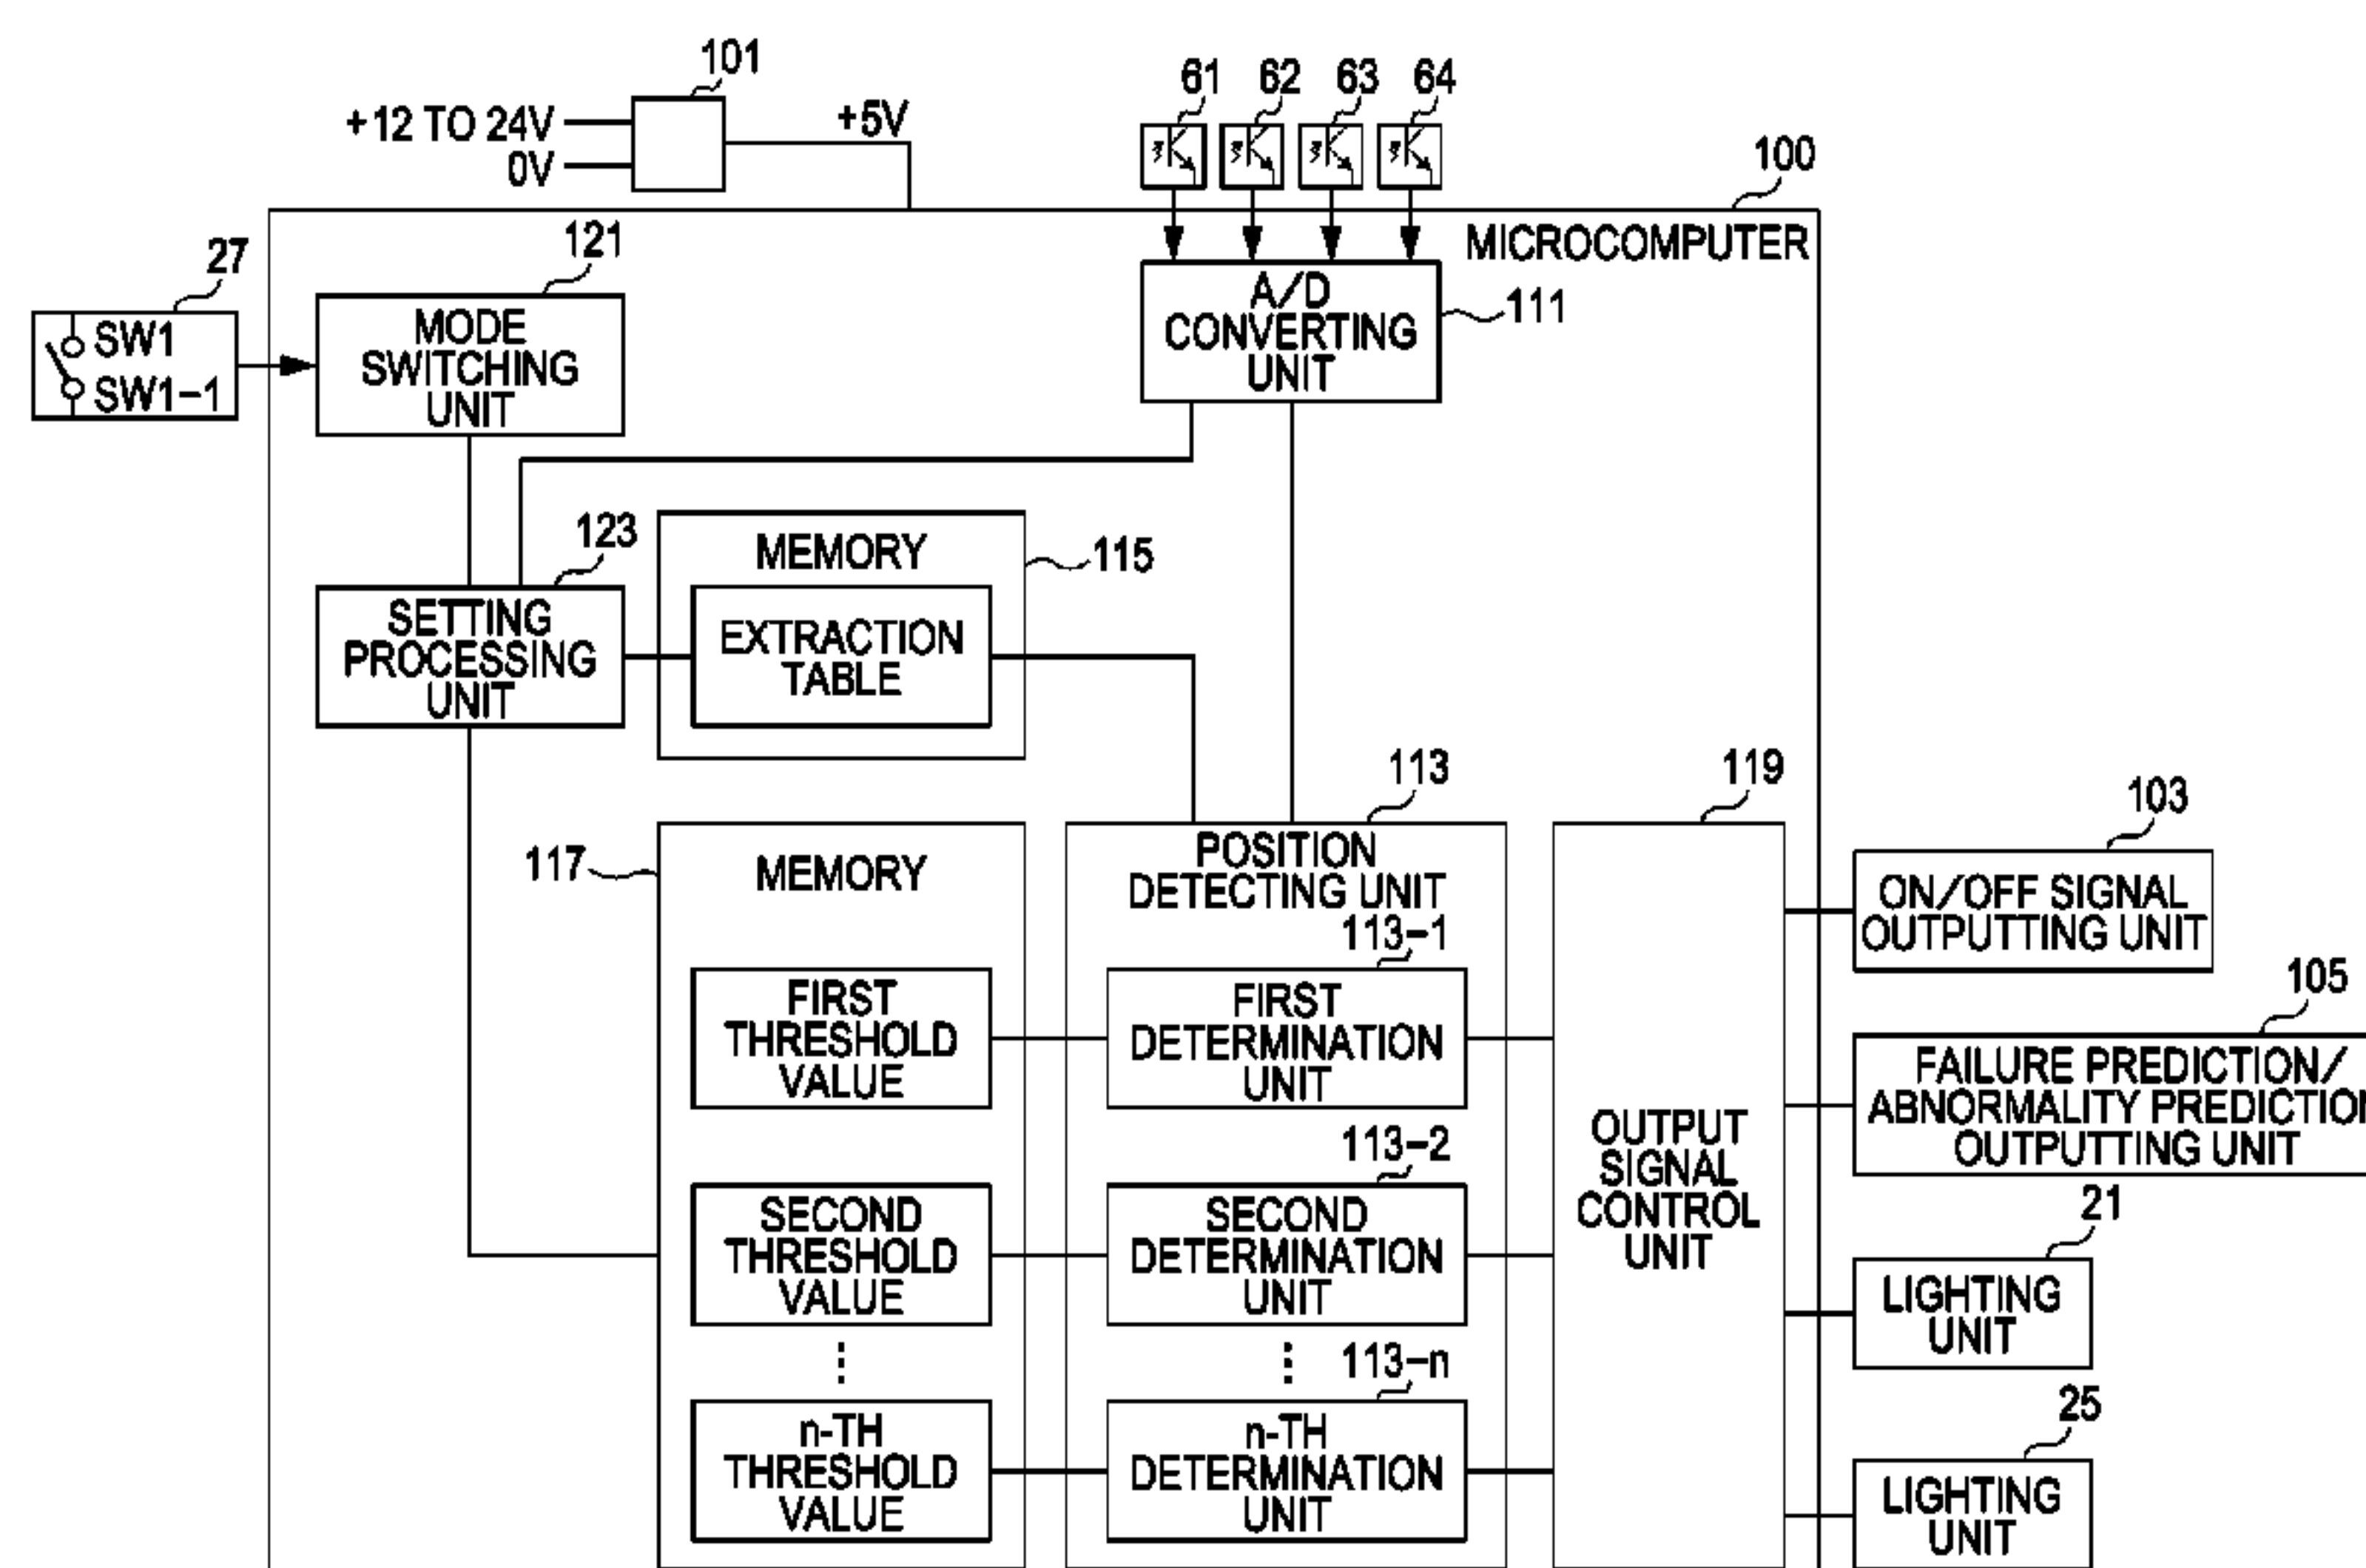 101
+12 TO 24V
0V
+5V
61 62 63 64
100
MICROCOMPUTER
27
SW1
SW1-1
121
MODE
SWITCHING
UNIT
A/D
CONVERTING
UNIT
111
123
SETTING
PROCESSING
UNIT
MEMORY
115
EXTRACTION
TABLE
117
MEMORY
FIRST
THRESHOLD
VALUE
SECOND
THRESHOLD
VALUE
n-TH
THRESHOLD
VALUE
113
POSITION
DETECTING UNIT
113-1
FIRST
DETERMINATION
UNIT
113-2
SECOND
DETERMINATION
UNIT
113-n
n-TH
DETERMINATION
UNIT
119
OUTPUT
SIGNAL
CONTROL
UNIT
103
ON/OFF SIGNAL
OUTPUTTING UNIT
105
FAILURE PREDICTION/
ABNORMALITY PREDICTION
OUTPUTTING UNIT
21
LIGHTING
UNIT
25
LIGHTING
UNIT